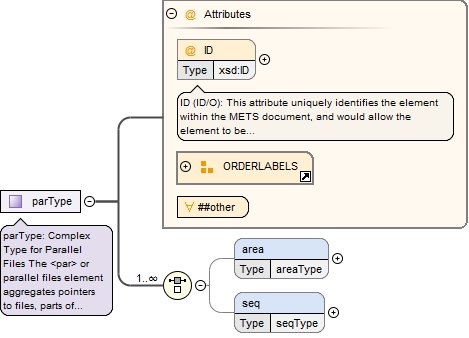 Attributes
@ ID
Type xsd:ID
ID (ID/O): This attribute uniquely identifies the element
within the METS document, and would allow the
element to be...
ORDERLABELS
∀ ##other
parType
parType: Complex
Type for Parallel
Files The <par> or
parallel files element
aggregates pointers
to files, parts of...
1..∞
area
Type areaType
seq
Type seqType